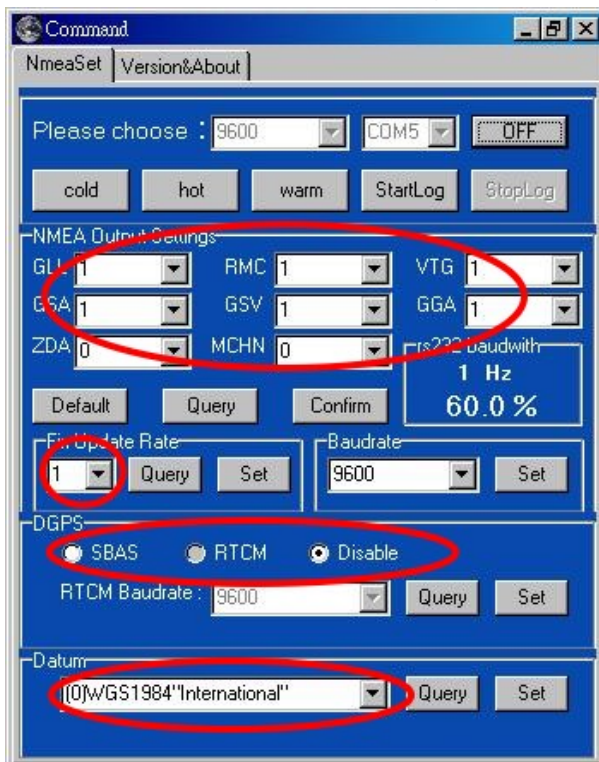 Command
NmeaSet Version&About
Please choose : 9600 COM5 OFF
cold hot warm StartLog StopLog
NMEA Output Settings
GLL 1 RMC 1 VTG 1
GSA 1 GSV 1 GGA 1
ZDA 0 MCHN 0
rs232 baudwith
1 Hz
60.0 %
Default Query Confirm
Fix Update Rate
1 Query Set
Baudrate
9600 Set
DGPS
SBAS RTCM Disable
RTCM Baudrate : 9600 Query Set
Datum
(0)WGS1984"International" Query Set